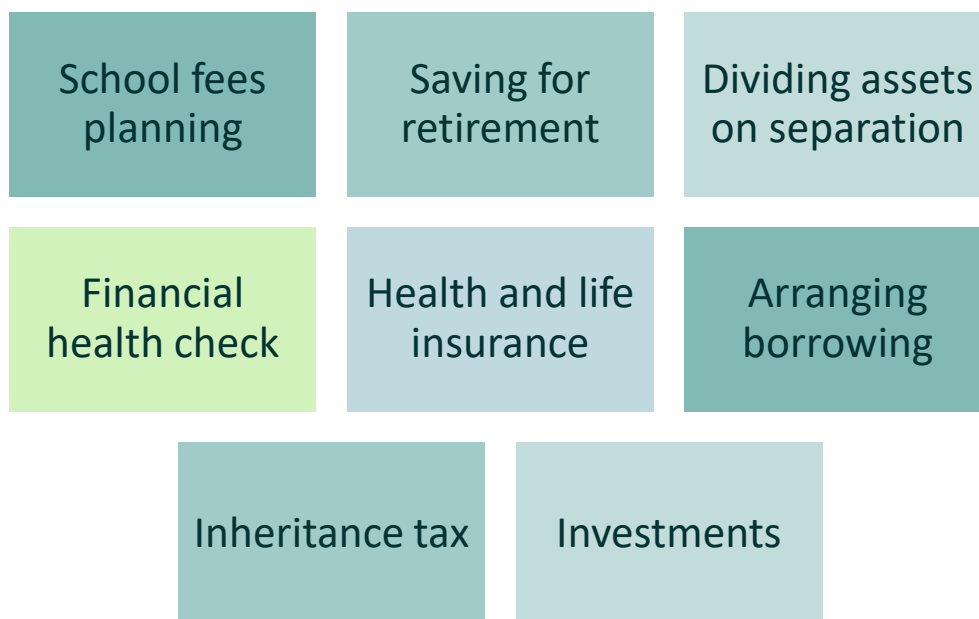 School fees
planning
Saving for
retirement
Dividing assets
on separation
Financial
health check
Health and life
insurance
Arranging
borrowing
Inheritance tax
Investments